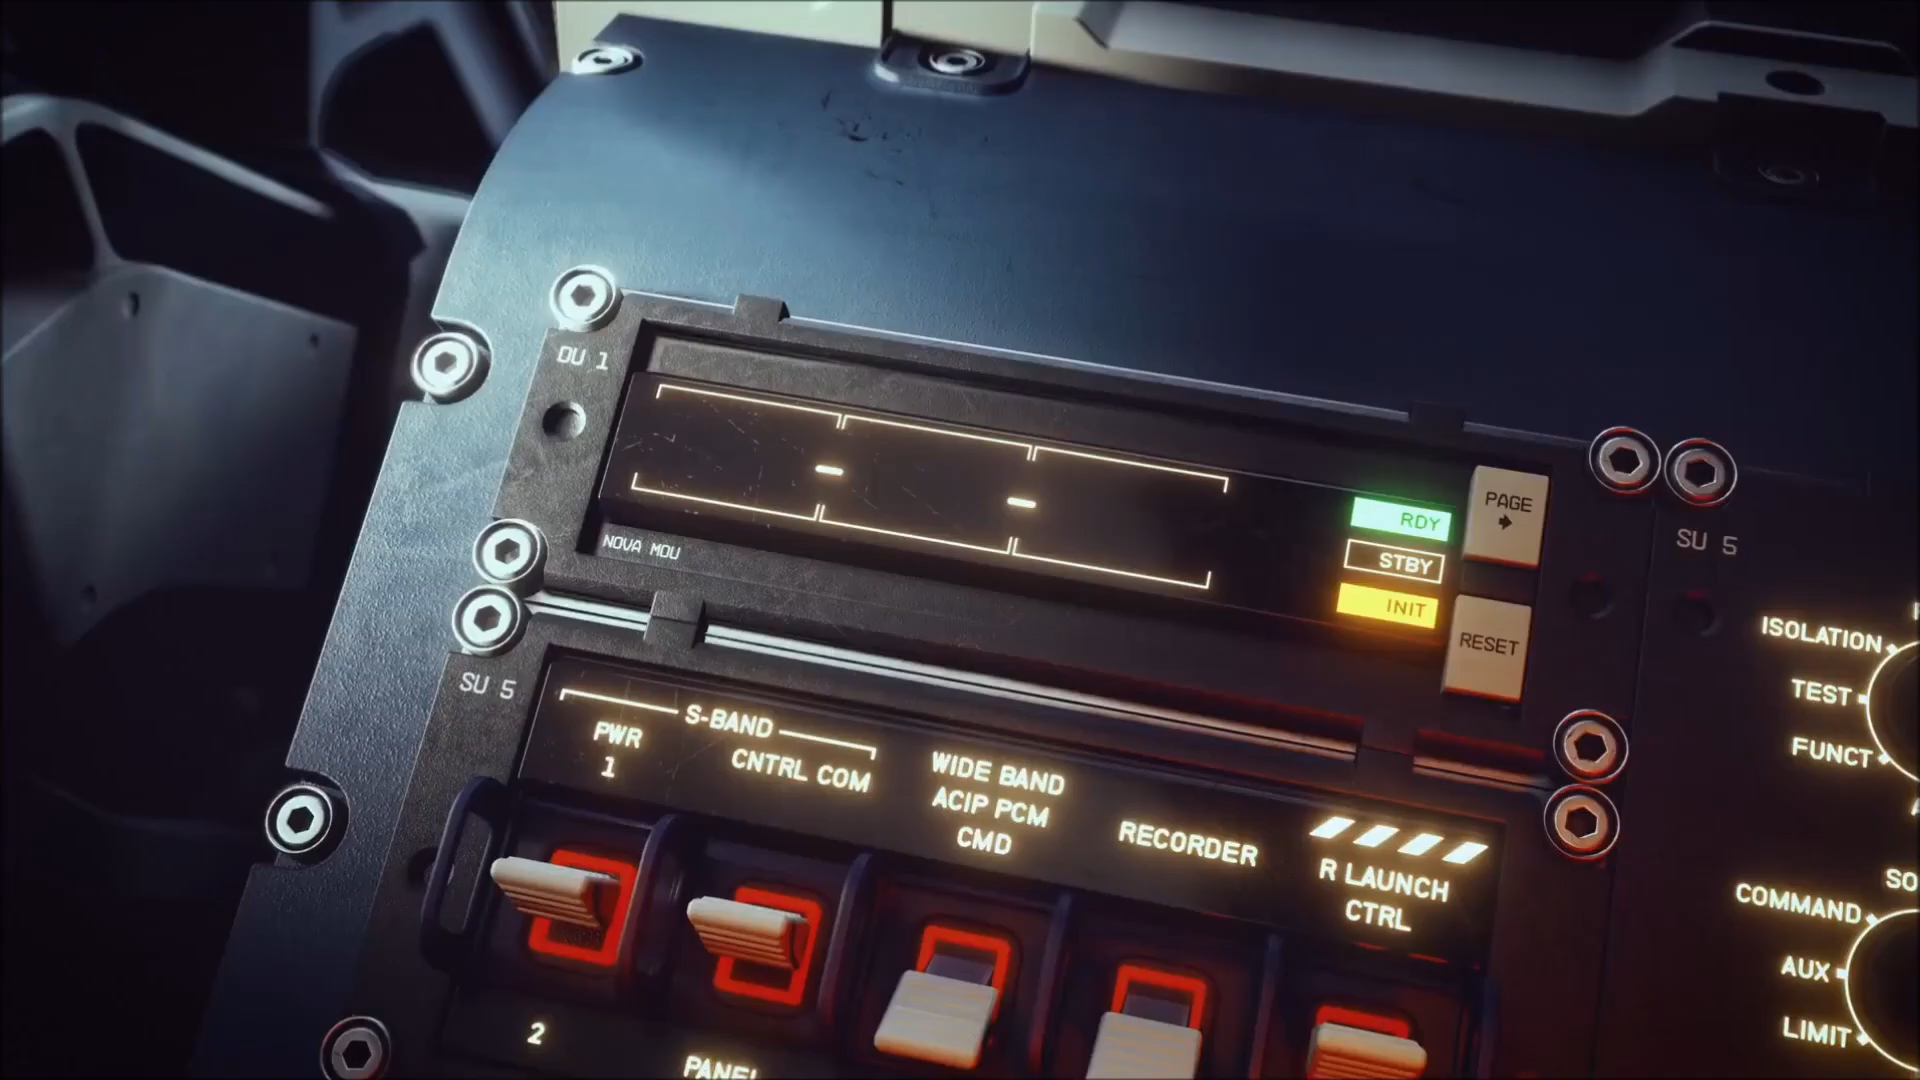 DU 1
PAGE
RDY
STBY
INIT
RESET
NOVA MDU
SU 5
SU 5
S-BAND
PWR
1
CNTRL COM
WIDE BAND
ACIP PCM
CMD
RECORDER
R LAUNCH
CTRL
2
PANEL
ISOLATION
TEST
FUNCT
COMMAND
AUX
LIMIT